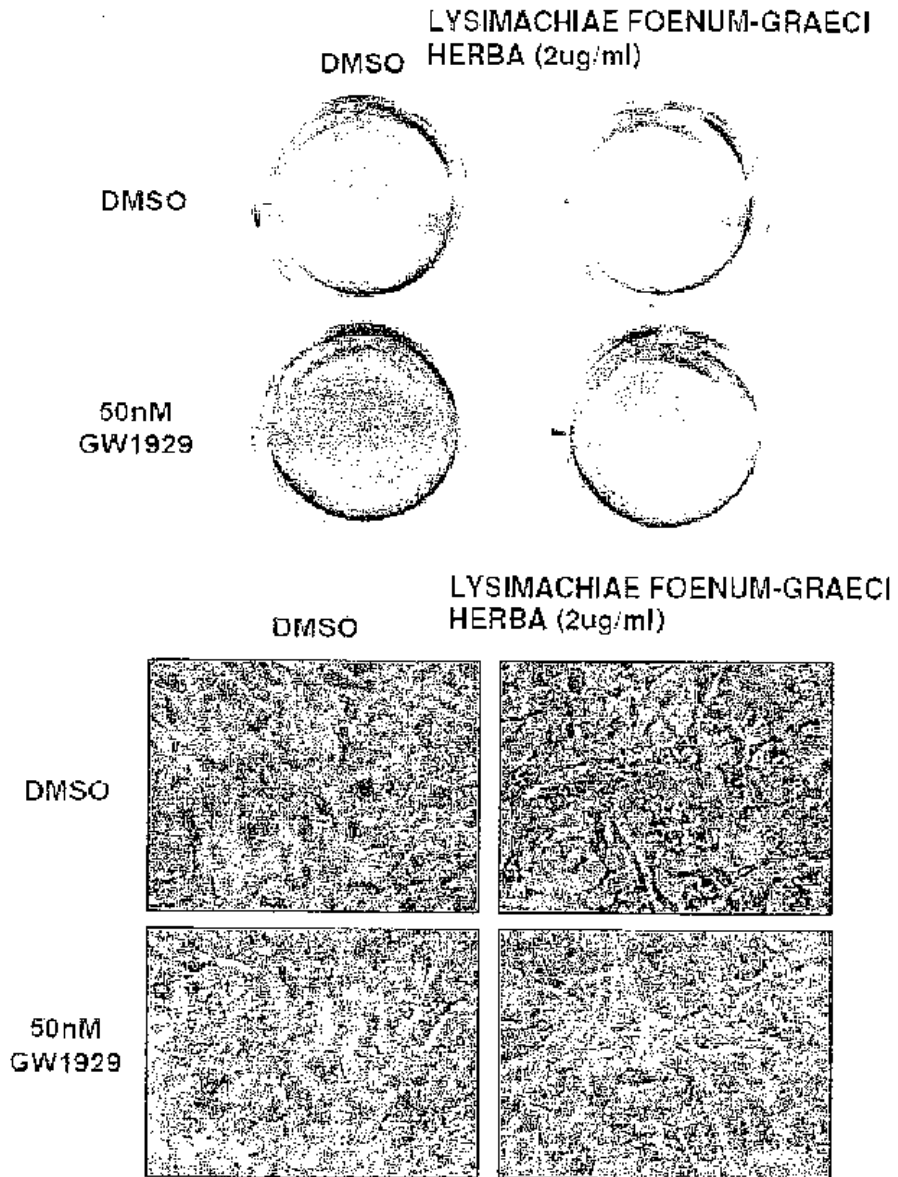 LYSIMACHIAE FOENUM-GRAECI
DMSO HERBA (2ug/ml)
DMSO
50nM
GW1929
LYSIMACHIAE FOENUM-GRAECI
DMSO HERBA (2ug/ml)
DMSO
50nM
GW1929